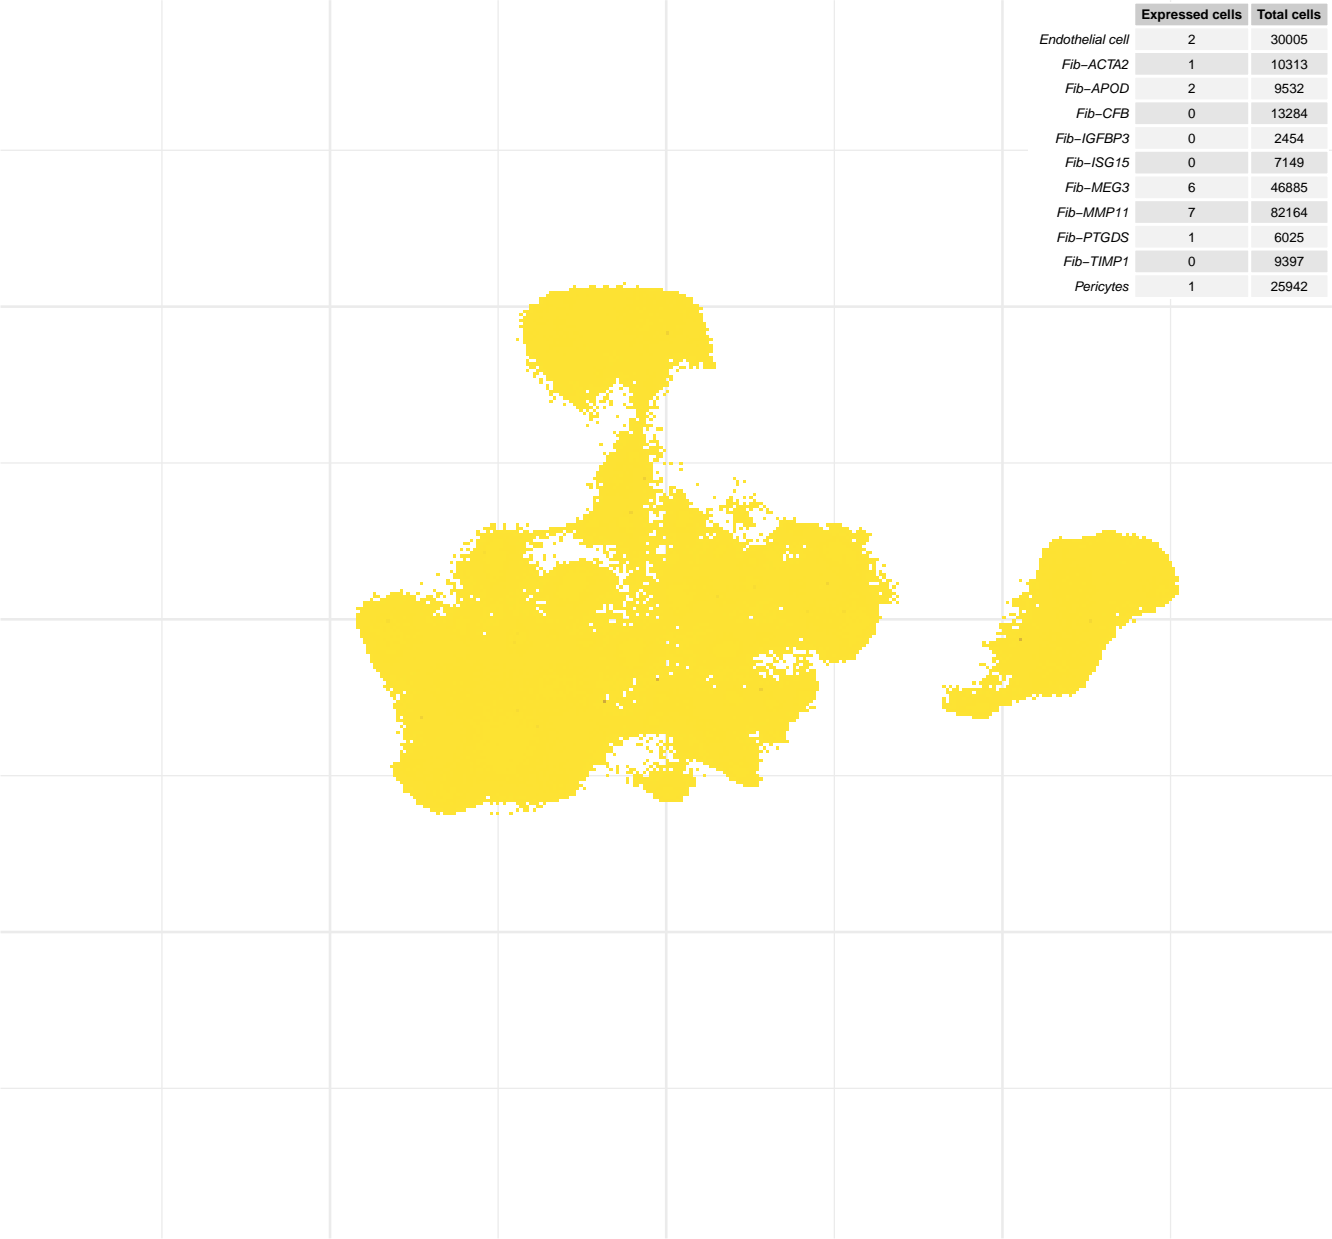 Expressed cells Total cells
Endothelial cell 2 30005
Fib−ACTA2 1 10313
Fib−APOD 2 9532
Fib−CFB 0 13284
Fib−IGFBP3 0 2454
Fib−ISG15 0 7149
Fib−MEG3 6 46885
Fib−MMP11 7 82164
Fib−PTGDS 1 6025
Fib−TIMP1 0 9397
Pericytes 1 25942